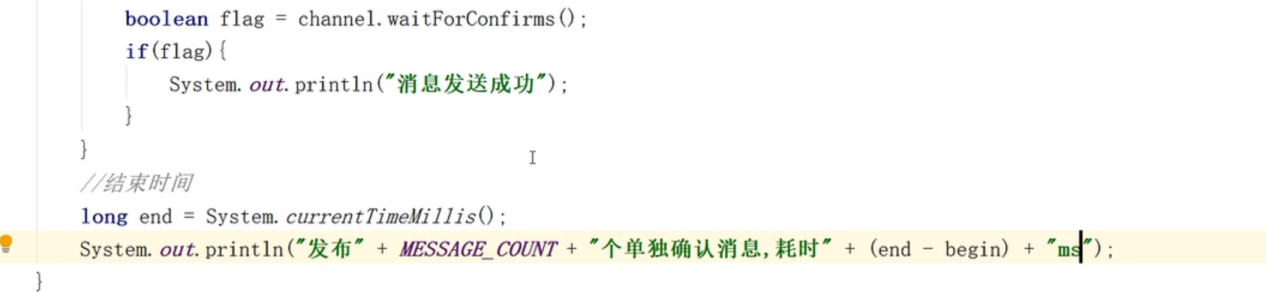 boolean flag = channel.waitForConfirms();
if(flag){
System.out.println("消息发送成功");
}
}
//结束时间
long end = System.currentTimeMillis();
System.out.println("发布" + MESSAGE_COUNT + "个单独确认消息,耗时" + (end - begin) + "ms");
}